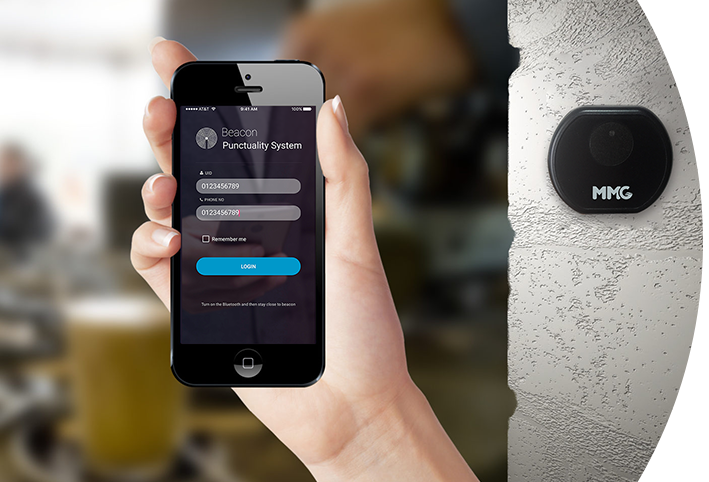 AT&T 9:41 AM 100%
Beacon
Punctuality System
UID
0123456789
PHONE NO
0123456789
Remember me
LOGIN
Turn on the Bluetooth and then stay close to beacon
MMG